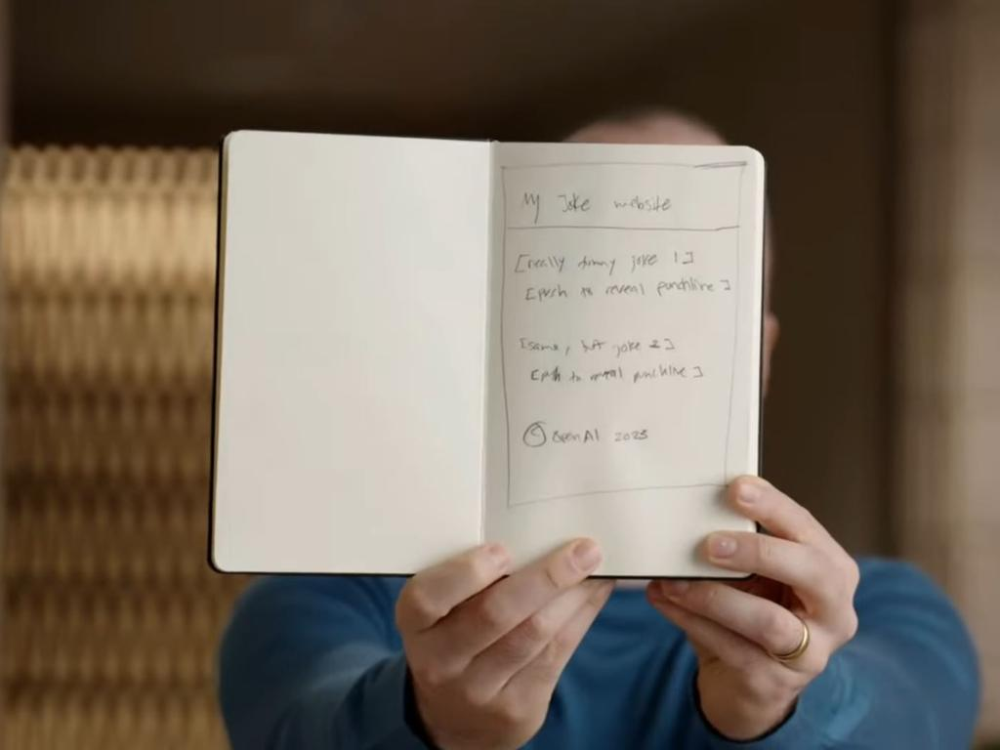 My Joke website
[really funny joke 1]
[push to reveal punchline]
[same, but joke 2]
[push to reveal punchline]
© OpenAI 2023